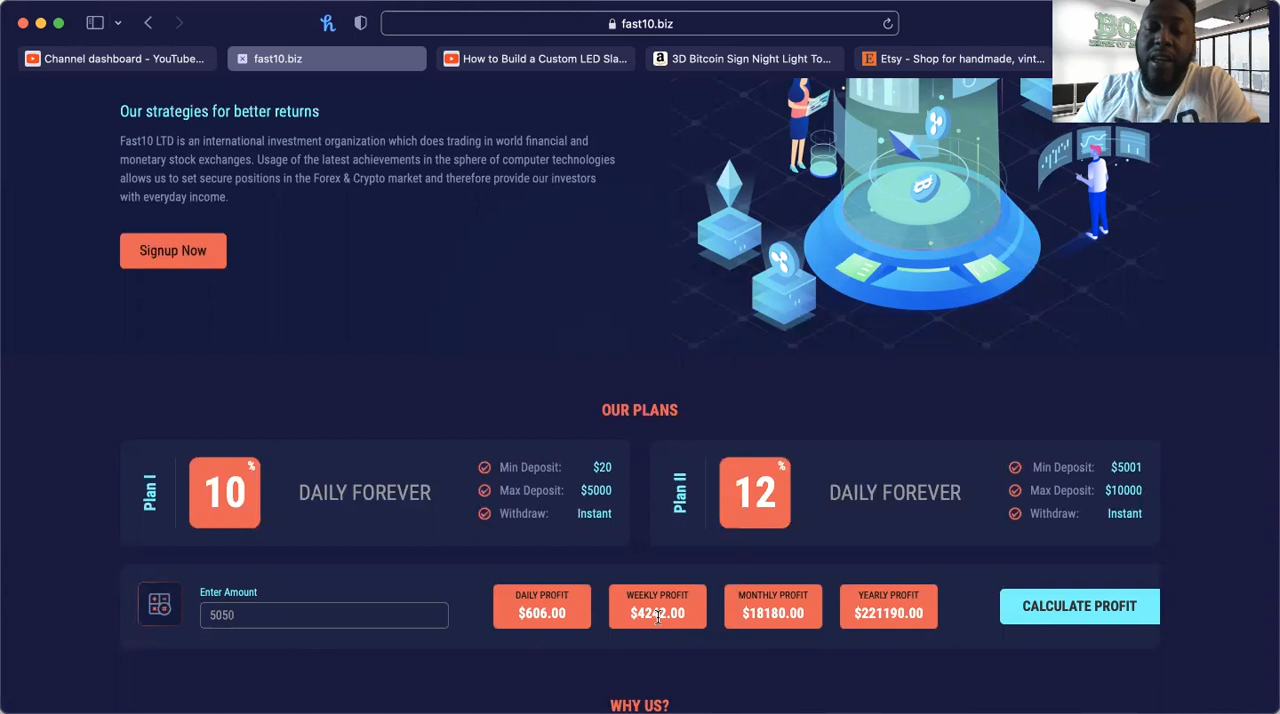 fast10.biz
Channel dashboard - YouTube...
fast10.biz
How to Build a Custom LED Sla...
3D Bitcoin Sign Night Light To...
Etsy - Shop for handmade, vint...
Our strategies for better returns
Fast10 LTD is an international investment organization which does trading in world financial and
monetary stock exchanges. Usage of the latest achievements in the sphere of computer technologies
allows us to set secure positions in the Forex & Crypto market and therefore provide our investors
with everyday income.
Signup Now
OUR PLANS
Plan I
10 %
DAILY FOREVER
Min Deposit: $20
Max Deposit: $5000
Withdraw: Instant
Plan II
12 %
DAILY FOREVER
Min Deposit: $5001
Max Deposit: $10000
Withdraw: Instant
Enter Amount
5050
DAILY PROFIT
$606.00
WEEKLY PROFIT
$4242.00
MONTHLY PROFIT
$18180.00
YEARLY PROFIT
$221190.00
CALCULATE PROFIT
WHY US?